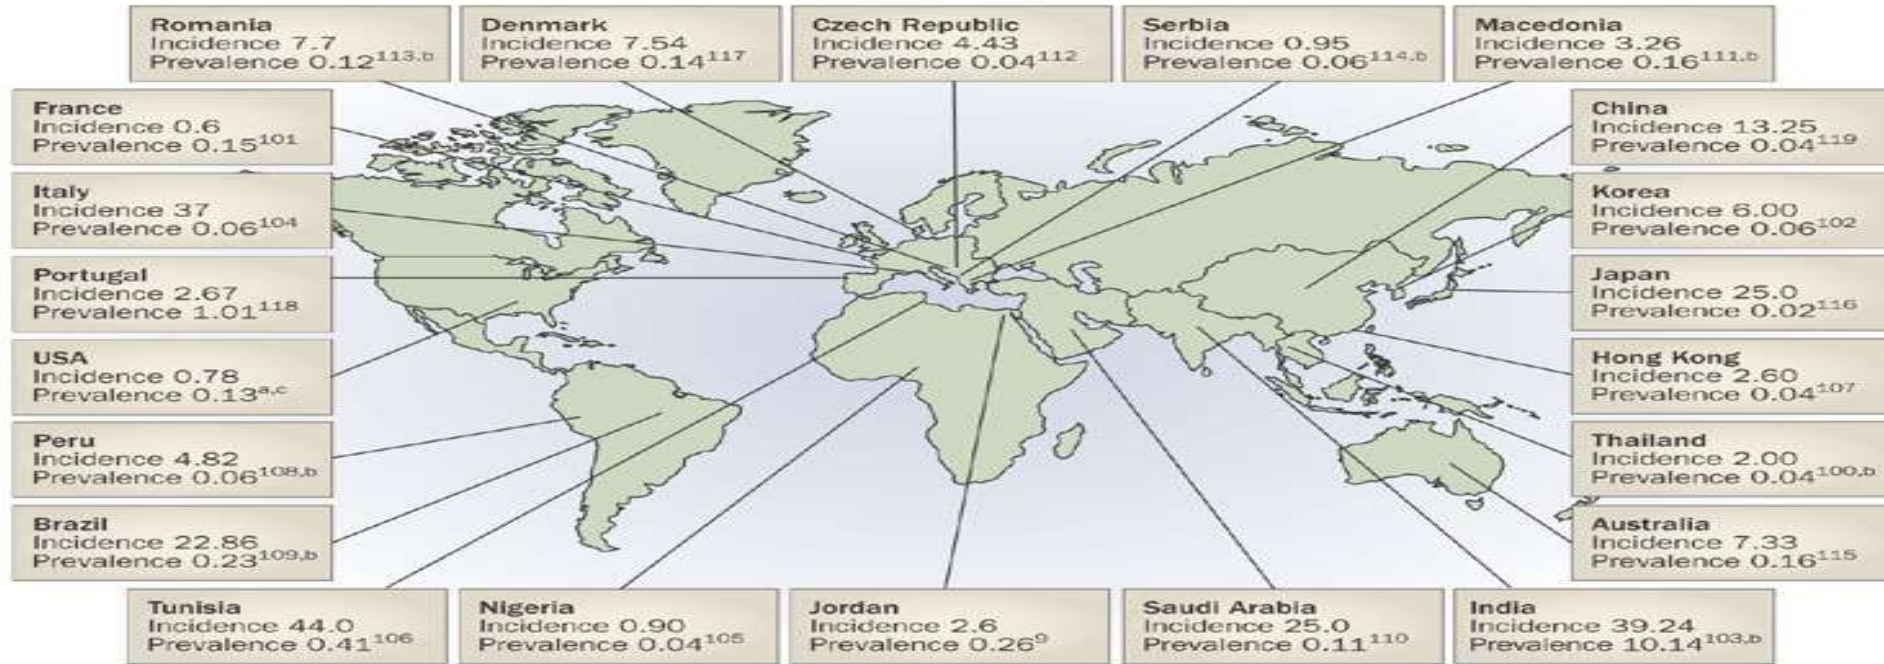 Romania
Incidence 7.7
Prevalence 0.12113,b
Denmark
Incidence 7.54
Prevalence 0.14117
Czech Republic
Incidence 4.43
Prevalence 0.04112
Serbia
Incidence 0.95
Prevalence 0.06114,b
Macedonia
Incidence 3.26
Prevalence 0.16111,b
France
Incidence 0.6
Prevalence 0.15101
Italy
Incidence 37
Prevalence 0.06104
Portugal
Incidence 2.67
Prevalence 1.01118
USA
Incidence 0.78
Prevalence 0.13a,c
Peru
Incidence 4.82
Prevalence 0.06108,b
Brazil
Incidence 22.86
Prevalence 0.23109,b
China
Incidence 13.25
Prevalence 0.04119
Korea
Incidence 6.00
Prevalence 0.06102
Japan
Incidence 25.0
Prevalence 0.02116
Hong Kong
Incidence 2.60
Prevalence 0.04107
Thailand
Incidence 2.00
Prevalence 0.04100,b
Australia
Incidence 7.33
Prevalence 0.16115
Tunisia
Incidence 44.0
Prevalence 0.41106
Nigeria
Incidence 0.90
Prevalence 0.04105
Jordan
Incidence 2.6
Prevalence 0.269
Saudi Arabia
Incidence 25.0
Prevalence 0.11110
India
Incidence 39.24
Prevalence 10.14103,b